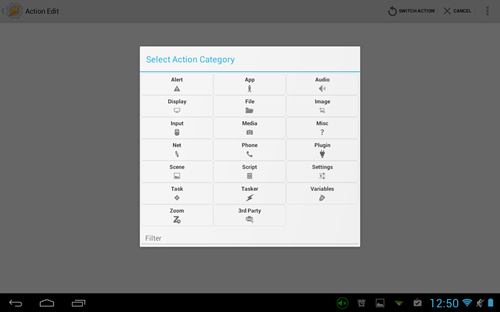 Action Edit SWITCH ACTION CANCEL
Select Action Category
Alert App Audio
Display File Image
Input Media Misc
Net Phone Plugin
Scene Script Settings
Task Tasker Variables
Zoom 3rd Party
Filter
12:50